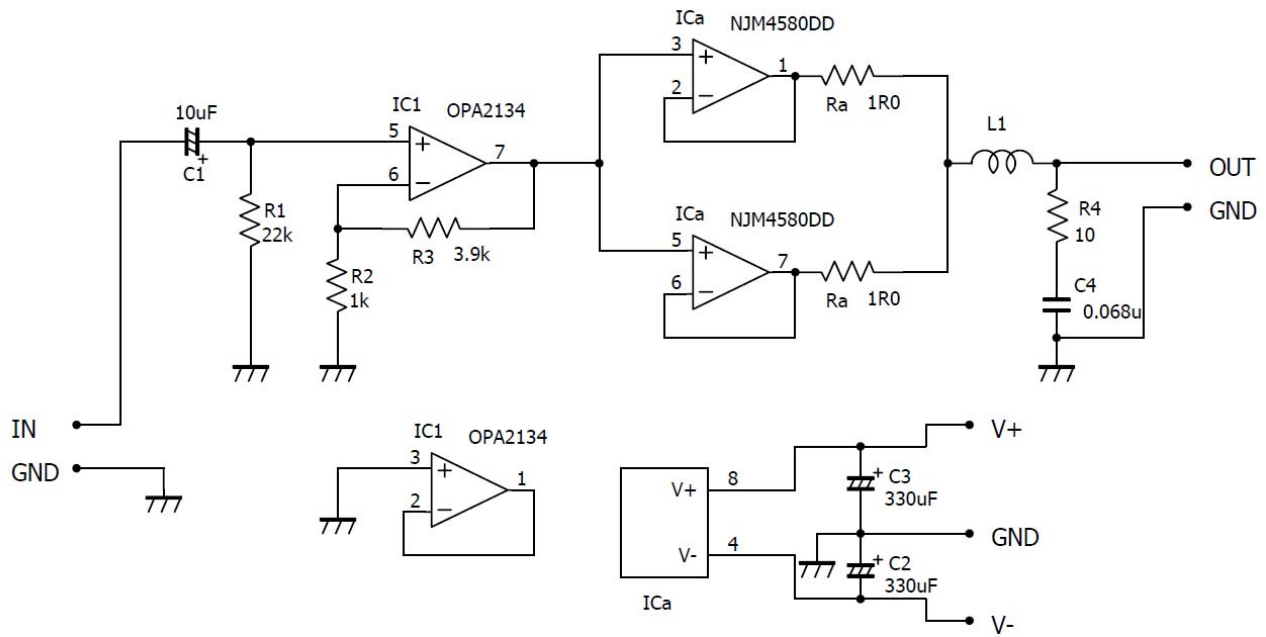 ICa NJM4580DD
3
+
2
−
1
Ra 1R0
10uF
+
C1
IC1 OPA2134
5
+
6
−
7
R1
22k
R2
1k
R3 3.9k
ICa NJM4580DD
5
+
6
−
7
Ra 1R0
L1
OUT
GND
R4
10
C4
0.068u
IN
GND
IC1 OPA2134
3
+
2
−
1
V+ 8
V- 4
ICa
V+
+ C3
330uF
GND
+ C2
330uF
V-